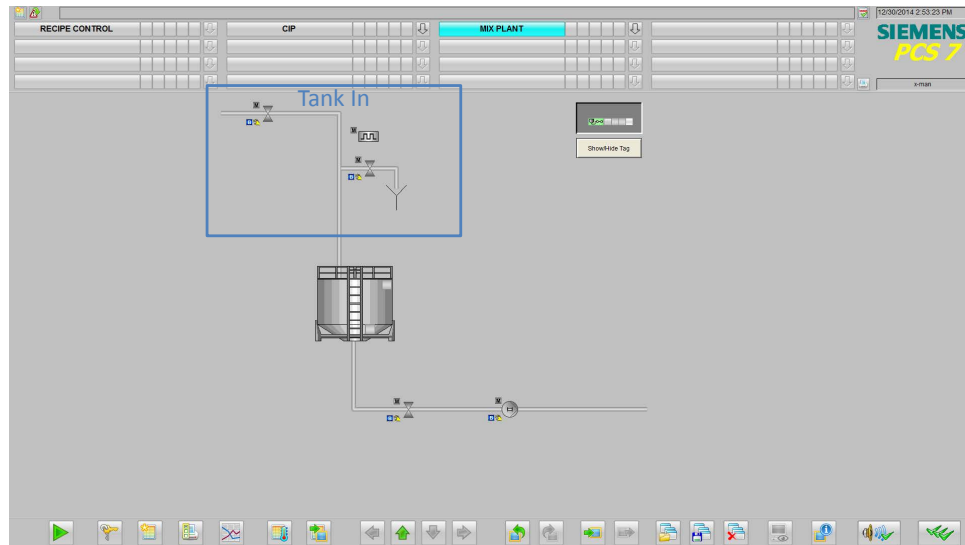 12/30/2014 2:53:23 PM
RECIPE CONTROL
CIP
MIX PLANT
SIEMENS
PCS 7
x-man
Tank In
M
M
Show/Hide Tag
M
M
M